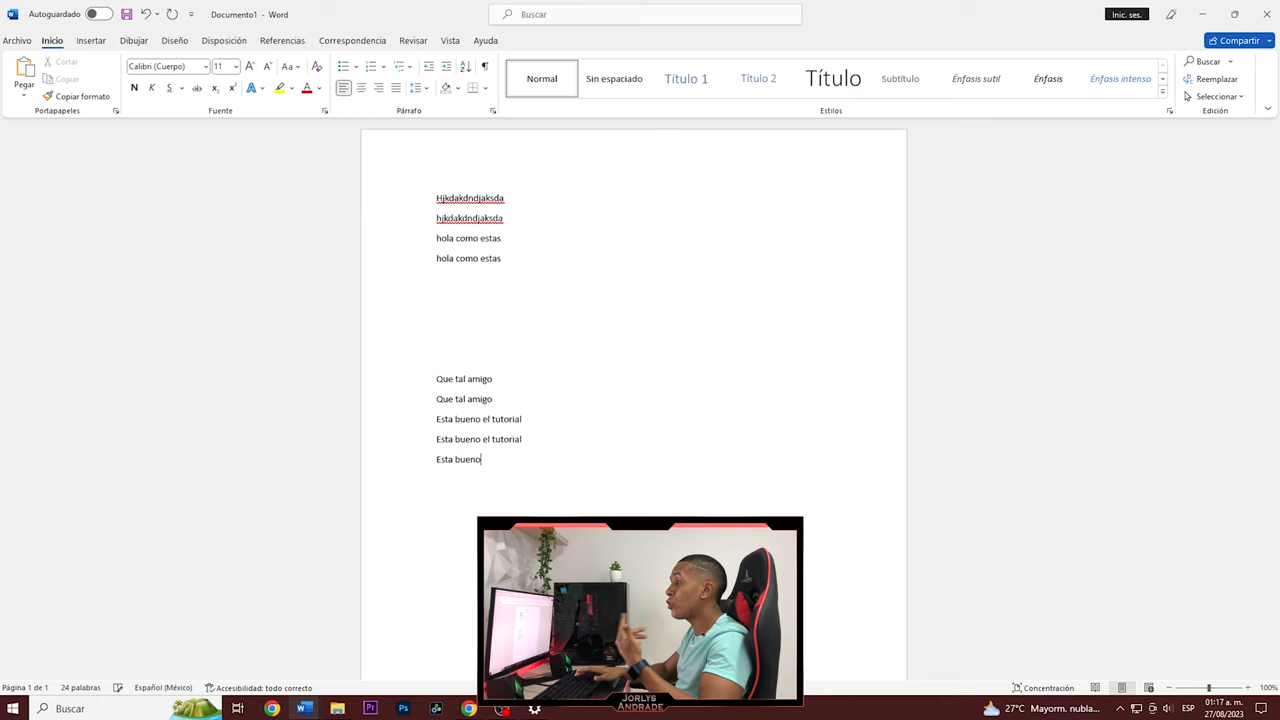 Autoguardado
Documento1 - Word
Buscar
Inic. ses.
Archivo Inicio Insertar Dibujar Diseño Disposición Referencias Correspondencia Revisar Vista Ayuda
Compartir
Pegar
Cortar
Copiar
Copiar formato
Portapapeles
Calibri (Cuerpo) 11
Fuente
Párrafo
Normal Sin espaciado Título 1 Título 2 Título Subtítulo Énfasis sutil Énfasis Énfasis intenso
Estilos
Buscar
Reemplazar
Seleccionar
Edición
Hjkdakdndjaksda
hjkdakdndjaksda
hola como estas
hola como estas
Que tal amigo
Que tal amigo
Esta bueno el tutorial
Esta bueno el tutorial
Esta bueno
JORLYS
ANDRADE
Página 1 de 1 24 palabras Español (México) Accesibilidad: todo correcto Concentración 100%
Buscar
27°C Mayorm. nubla... ESP 01:17 a. m.
27/08/2023